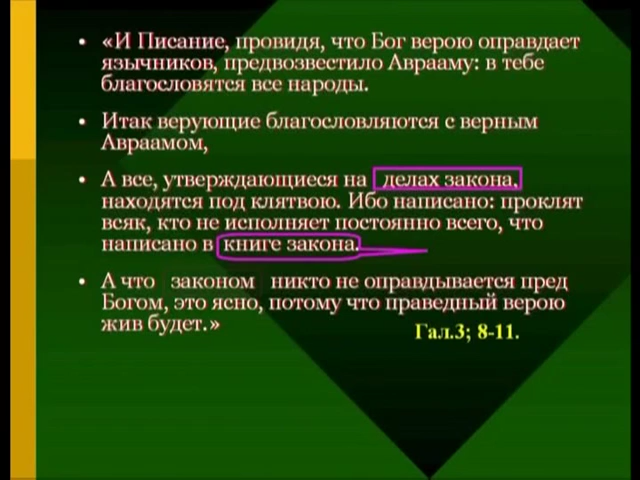 • «И Писание, провидя, что Бог верою оправдает
язычников, предвозвестило Аврааму: в тебе
благословятся все народы.
• Итак верующие благословляются с верным
Авраамом,
• А все, утверждающиеся на делах закона,
находятся под клятвою. Ибо написано: проклят
всяк, кто не исполняет постоянно всего, что
написано в книге закона.
• А что законом никто не оправдывается пред
Богом, это ясно, потому что праведный верою
жив будет.»
Гал.3; 8-11.